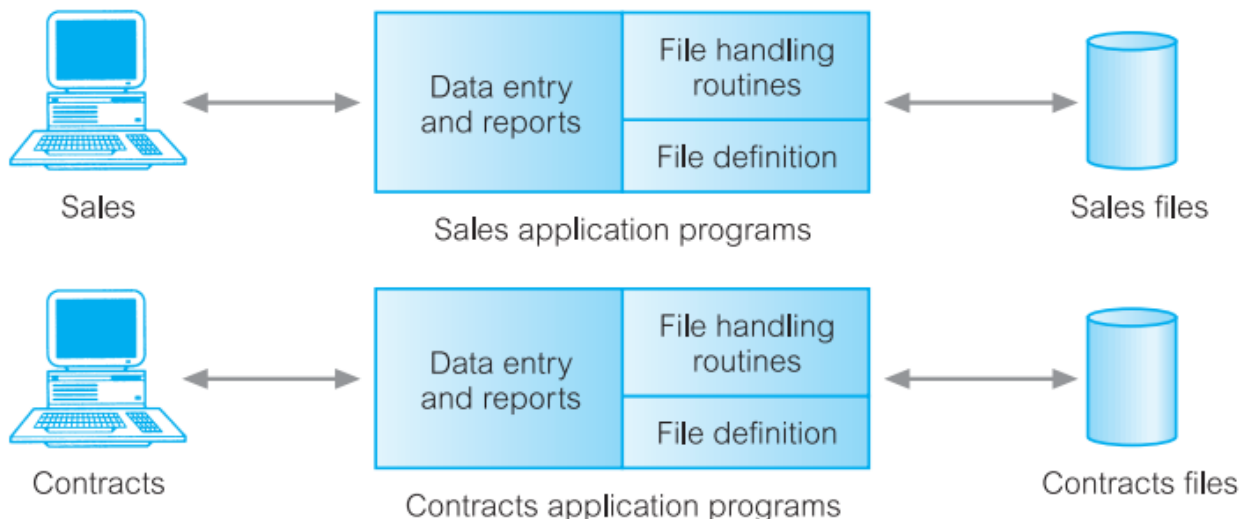 Sales
Data entry
and reports
File handling
routines
File definition
Sales files
Sales application programs
Contracts
Data entry
and reports
File handling
routines
File definition
Contracts files
Contracts application programs